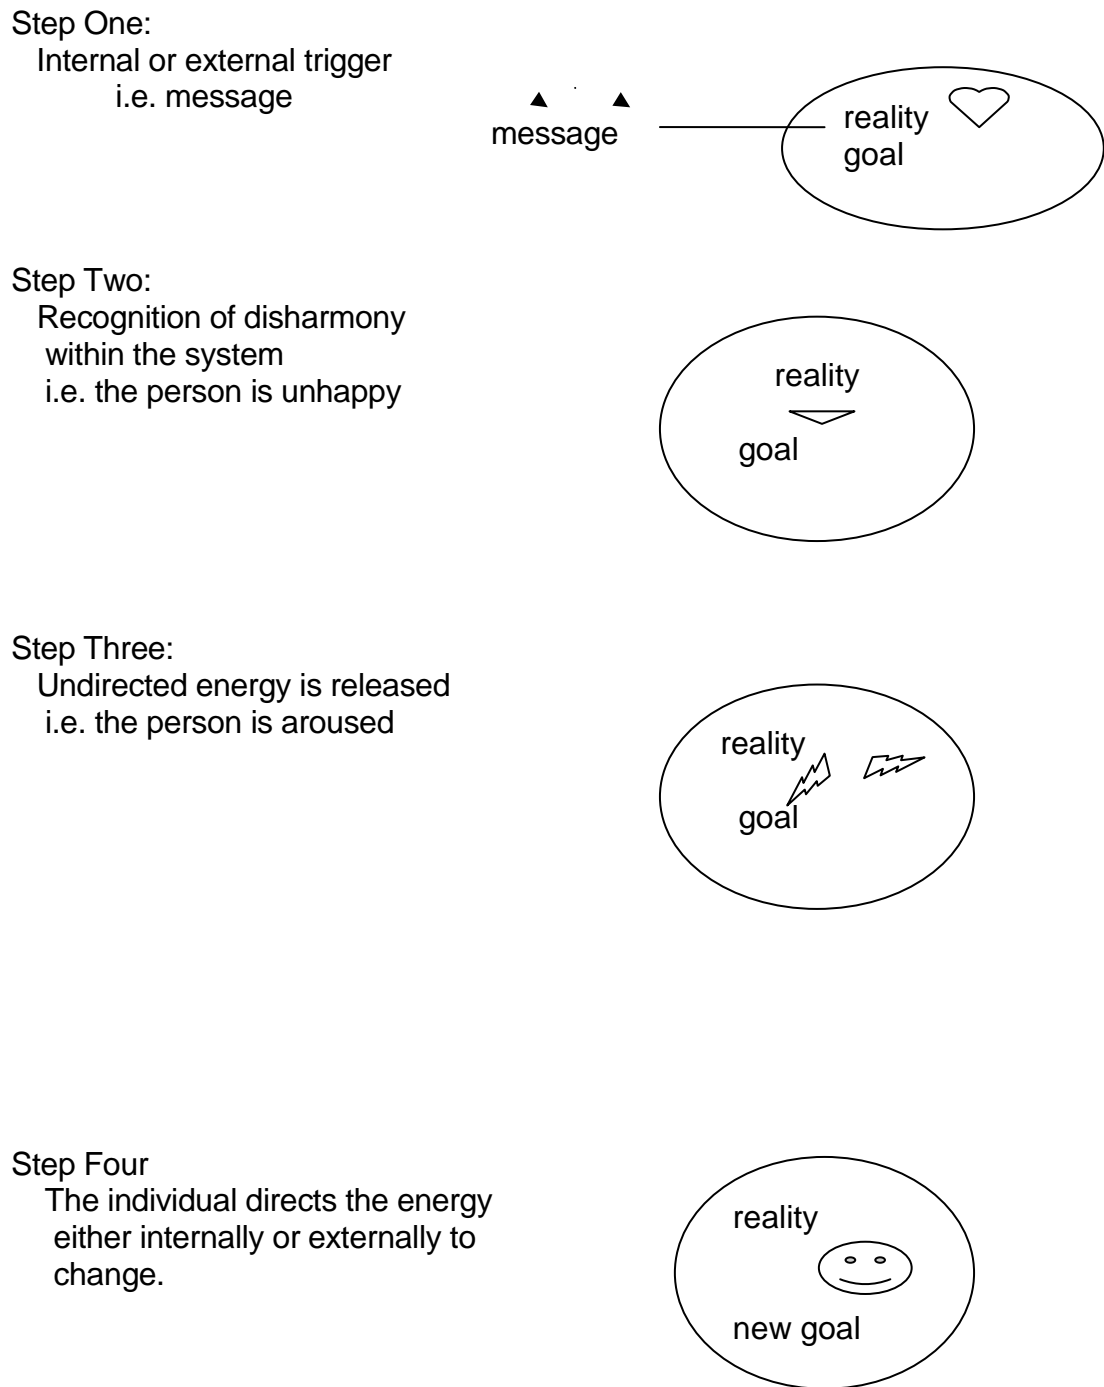 Step One:
Internal or external trigger
i.e. message
message
reality
goal
Step Two:
Recognition of disharmony
within the system
i.e. the person is unhappy
reality
goal
Step Three:
Undirected energy is released
i.e. the person is aroused
reality
goal
Step Four
The individual directs the energy
either internally or externally to
change.
reality
new goal